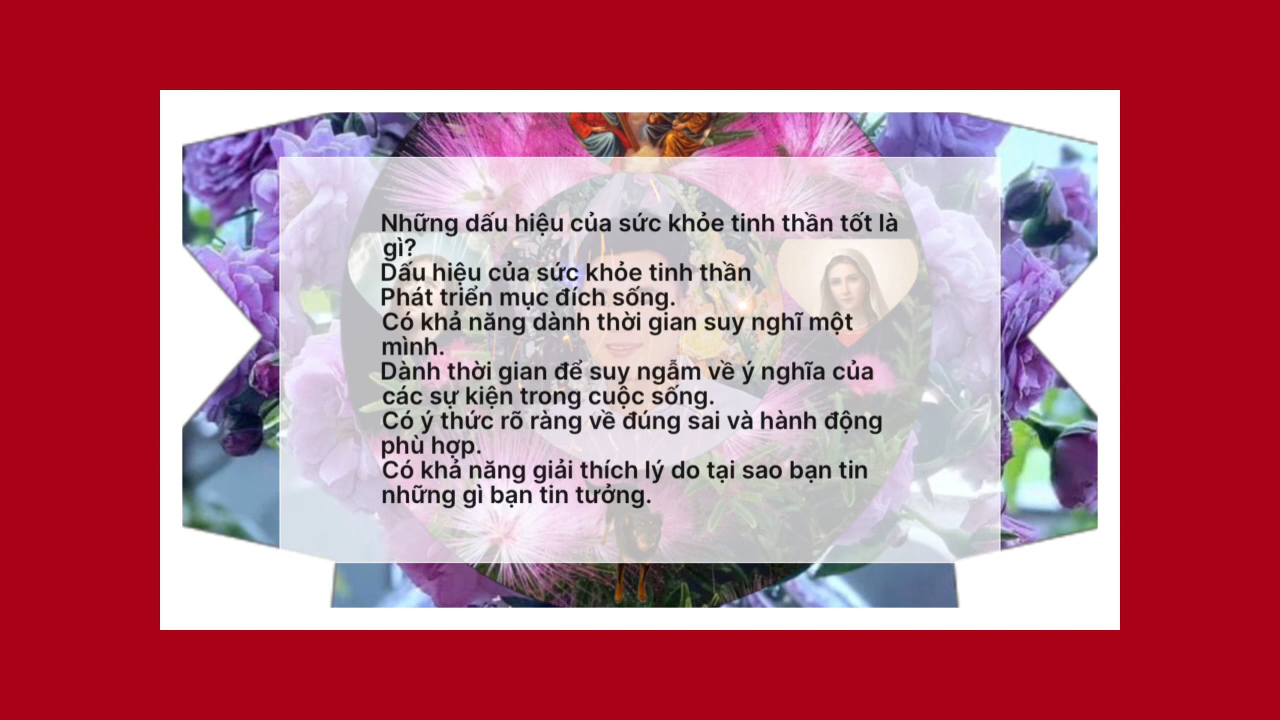 Những dấu hiệu của sức khỏe tinh thần tốt là
gì?
Dấu hiệu của sức khỏe tinh thần
Phát triển mục đích sống.
Có khả năng dành thời gian suy nghĩ một
mình.
Dành thời gian để suy ngẫm về ý nghĩa của
các sự kiện trong cuộc sống.
Có ý thức rõ ràng về đúng sai và hành động
phù hợp.
Có khả năng giải thích lý do tại sao bạn tin
những gì bạn tin tưởng.